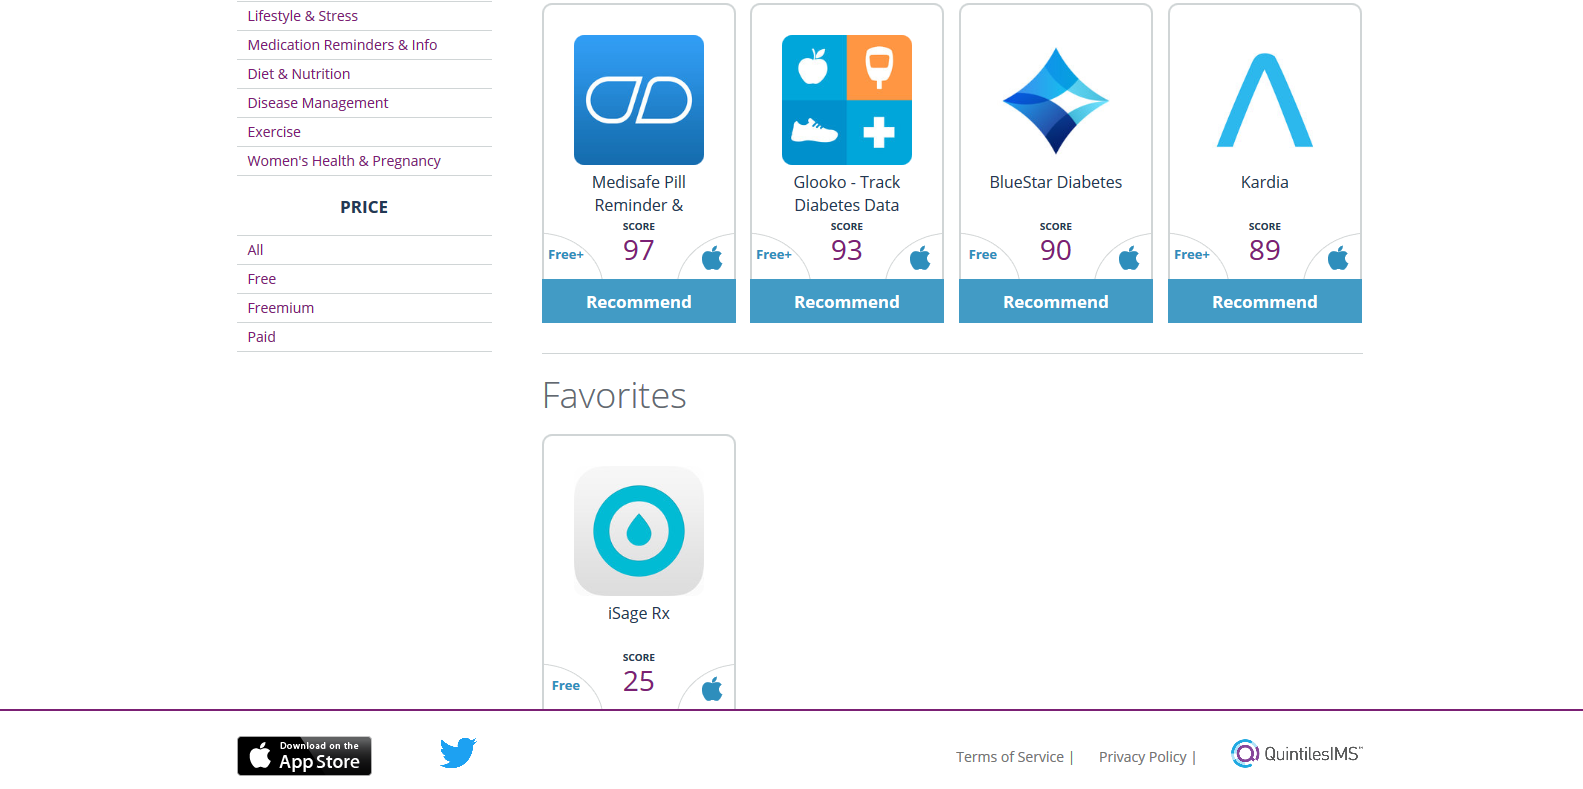 Lifestyle & Stress
Medication Reminders & Info
Diet & Nutrition
Disease Management
Exercise
Women's Health & Pregnancy
PRICE
All
Free
Freemium
Paid
Medisafe Pill
Reminder &
SCORE
Free+
97
Recommend
Glooko - Track
Diabetes Data
SCORE
Free+
93
Recommend
BlueStar Diabetes
SCORE
Free
90
Recommend
Kardia
SCORE
Free+
89
Recommend
Favorites
iSage Rx
SCORE
Free
25
Download on the
App Store
Terms of Service |
Privacy Policy |
QuintilesIMS™